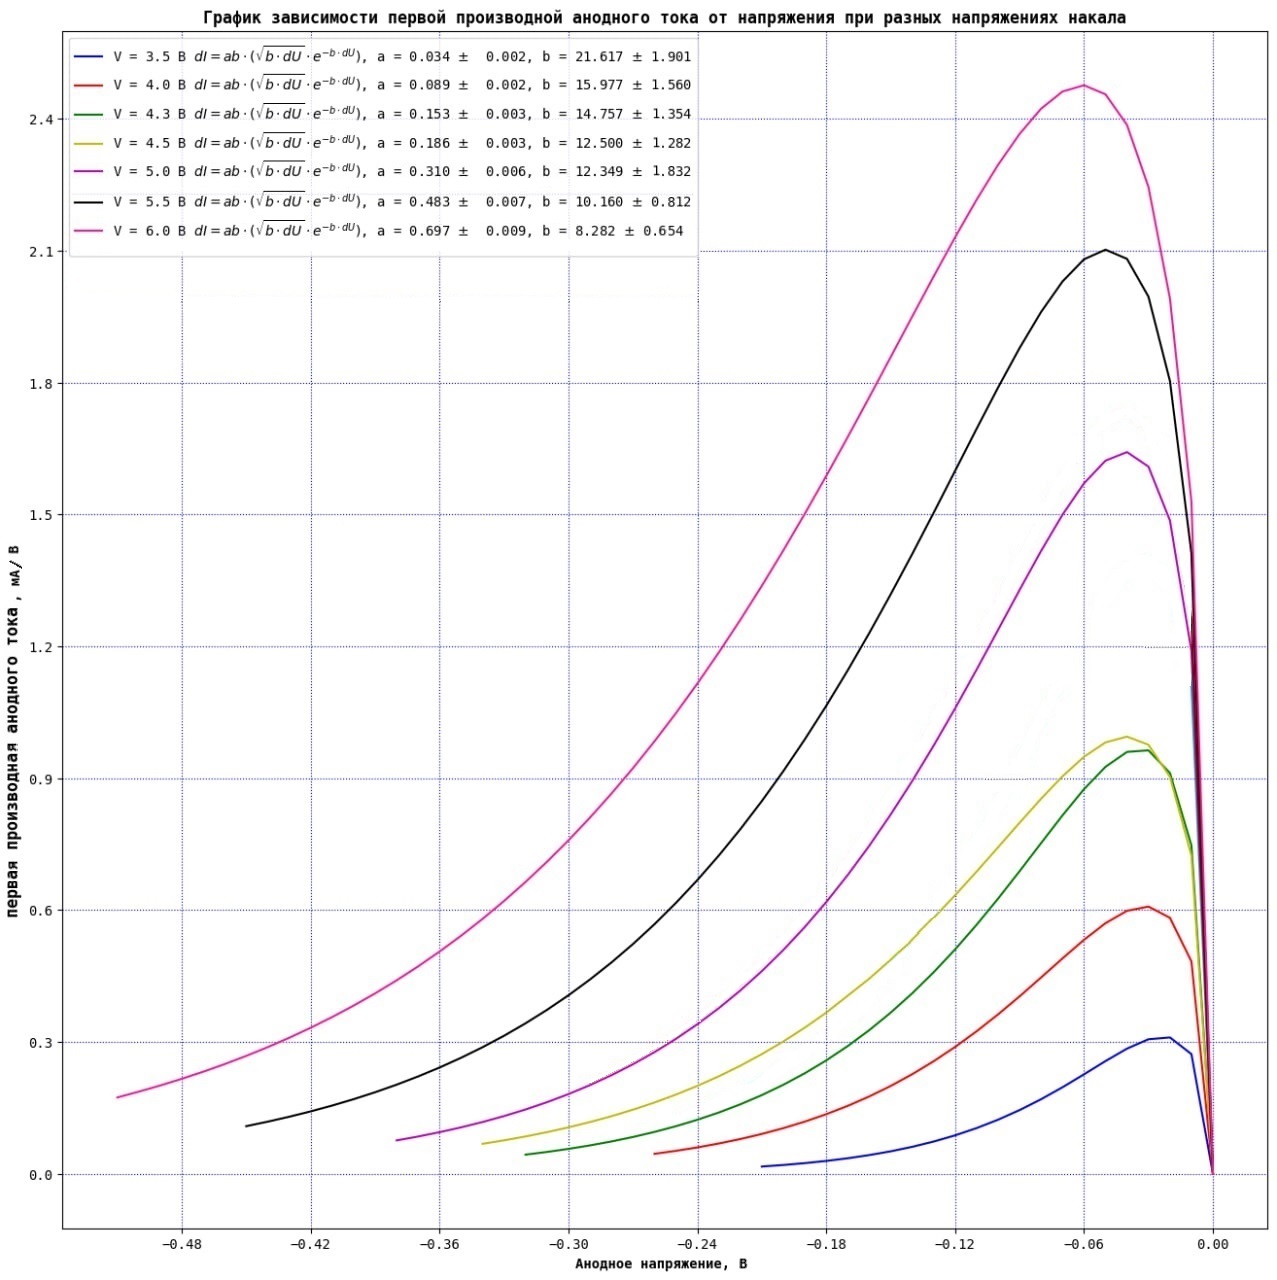 График зависимости первой производной анодного тока от напряжения при разных напряжениях накала
V = 3.5 В dI = ab·(√b·dU·e^−b·dU), a = 0.034 ± 0.002, b = 21.617 ± 1.901
V = 4.0 В dI = ab·(√b·dU·e^−b·dU), a = 0.089 ± 0.002, b = 15.977 ± 1.560
V = 4.3 В dI = ab·(√b·dU·e^−b·dU), a = 0.153 ± 0.003, b = 14.757 ± 1.354
V = 4.5 В dI = ab·(√b·dU·e^−b·dU), a = 0.186 ± 0.003, b = 12.500 ± 1.282
V = 5.0 В dI = ab·(√b·dU·e^−b·dU), a = 0.310 ± 0.006, b = 12.349 ± 1.832
V = 5.5 В dI = ab·(√b·dU·e^−b·dU), a = 0.483 ± 0.007, b = 10.160 ± 0.812
V = 6.0 В dI = ab·(√b·dU·e^−b·dU), a = 0.697 ± 0.009, b = 8.282 ± 0.654
2.4
2.1
1.8
1.5
1.2
0.9
0.6
0.3
0.0
первая производная анодного тока, мА/ В
−0.48 −0.42 −0.36 −0.30 −0.24 −0.18 −0.12 −0.06 0.00
Анодное напряжение, В